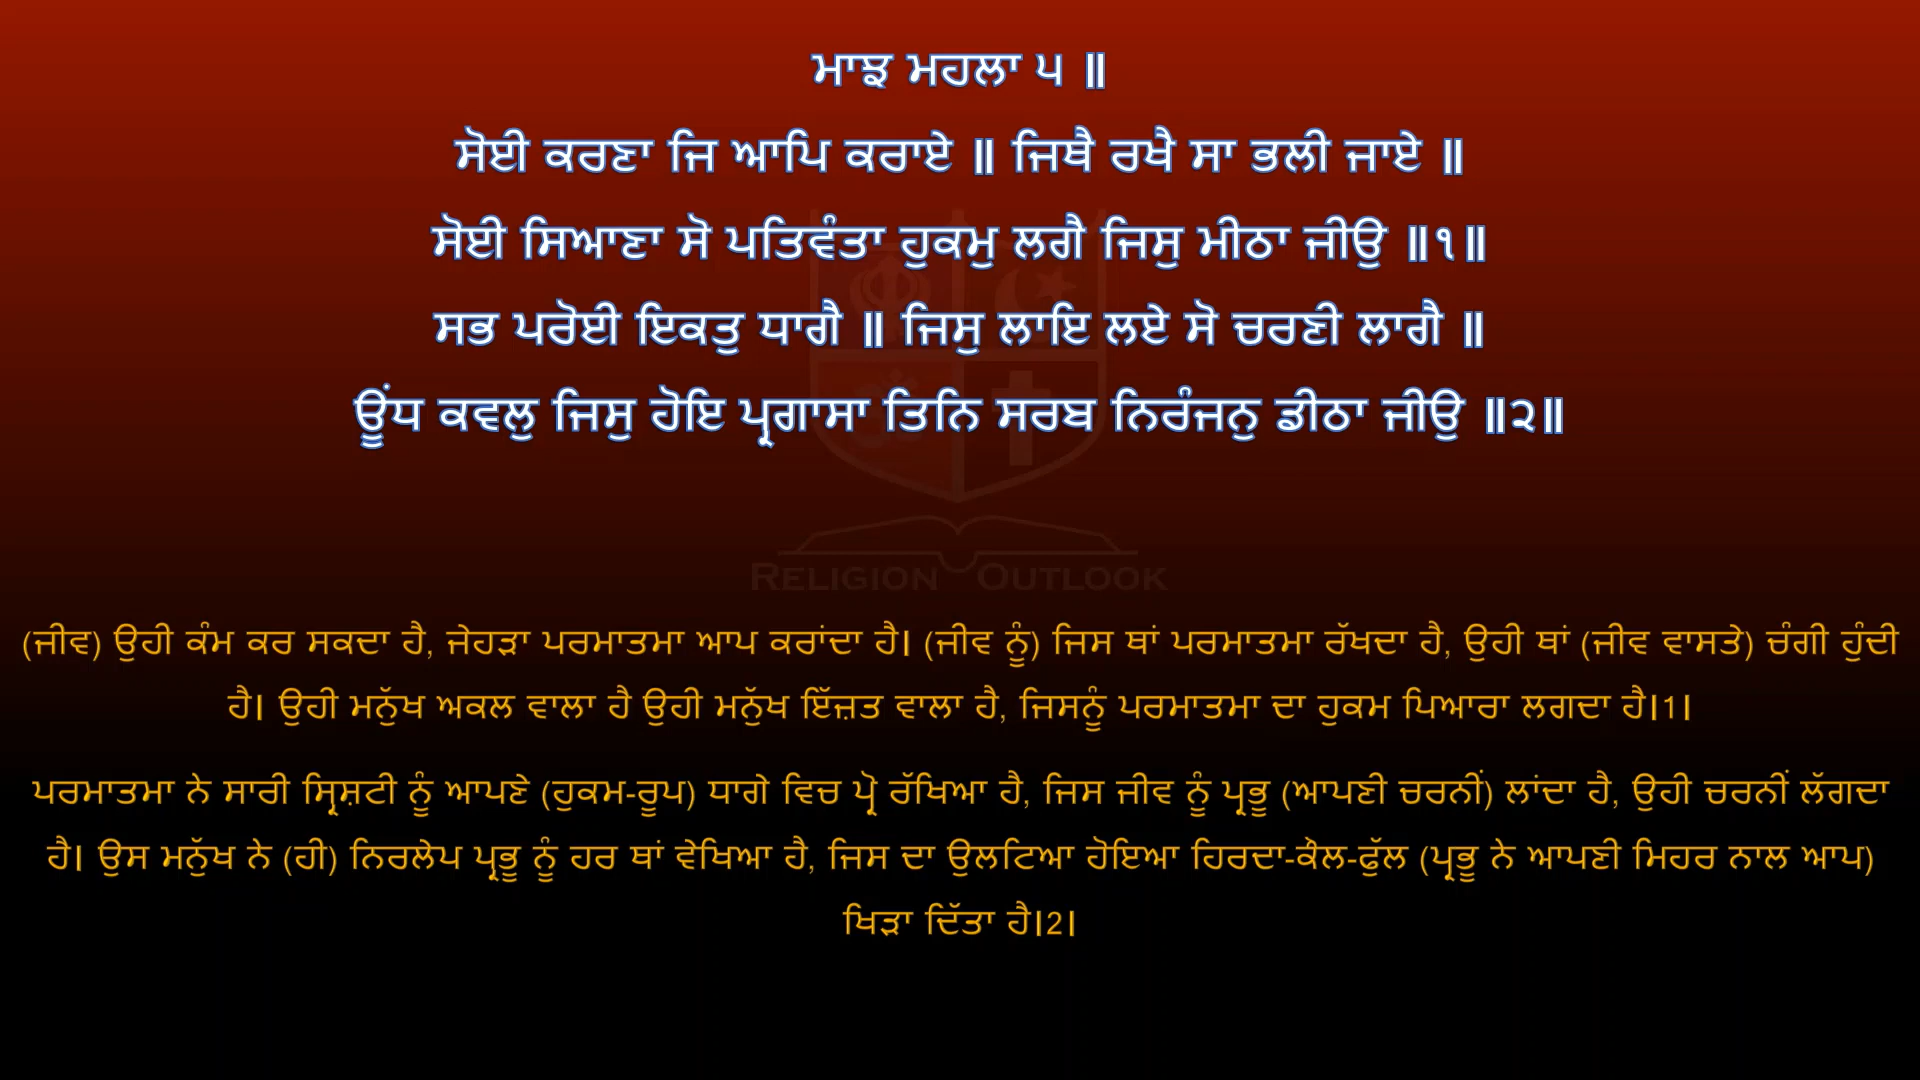 ਮਾਝ ਮਹਲਾ ੫ ॥
ਸੋਈ ਕਰਣਾ ਜਿ ਆਪਿ ਕਰਾਏ ॥ ਜਿਥੈ ਰਖੈ ਸਾ ਭਲੀ ਜਾਏ ॥
ਸੋਈ ਸਿਆਣਾ ਸੋ ਪਤਿਵੰਤਾ ਹੁਕਮੁ ਲਗੈ ਜਿਸੁ ਮੀਠਾ ਜੀਉ ॥੧॥
ਸਭ ਪਰੋਈ ਇਕਤੁ ਧਾਗੈ ॥ ਜਿਸੁ ਲਾਇ ਲਏ ਸੋ ਚਰਣੀ ਲਾਗੈ ॥
ਊਂਧ ਕਵਲੁ ਜਿਸੁ ਹੋਇ ਪ੍ਰਗਾਸਾ ਤਿਨਿ ਸਰਬ ਨਿਰੰਜਨੁ ਡੀਠਾ ਜੀਉ ॥੨॥
RELIGION OUTLOOK
(ਜੀਵ) ਉਹੀ ਕੰਮ ਕਰ ਸਕਦਾ ਹੈ, ਜੇਹੜਾ ਪਰਮਾਤਮਾ ਆਪ ਕਰਾਂਦਾ ਹੈ। (ਜੀਵ ਨੂੰ) ਜਿਸ ਥਾਂ ਪਰਮਾਤਮਾ ਰੱਖਦਾ ਹੈ, ਉਹੀ ਥਾਂ (ਜੀਵ ਵਾਸਤੇ) ਚੰਗੀ ਹੁੰਦੀ
ਹੈ। ਉਹੀ ਮਨੁੱਖ ਅਕਲ ਵਾਲਾ ਹੈ ਉਹੀ ਮਨੁੱਖ ਇੱਜ਼ਤ ਵਾਲਾ ਹੈ, ਜਿਸਨੂੰ ਪਰਮਾਤਮਾ ਦਾ ਹੁਕਮ ਪਿਆਰਾ ਲਗਦਾ ਹੈ।1।
ਪਰਮਾਤਮਾ ਨੇ ਸਾਰੀ ਸ੍ਰਿਸ਼ਟੀ ਨੂੰ ਆਪਣੇ (ਹੁਕਮ-ਰੂਪ) ਧਾਗੇ ਵਿਚ ਪ੍ਰੋ ਰੱਖਿਆ ਹੈ, ਜਿਸ ਜੀਵ ਨੂੰ ਪ੍ਰਭੂ (ਆਪਣੀ ਚਰਨੀਂ) ਲਾਂਦਾ ਹੈ, ਉਹੀ ਚਰਨੀਂ ਲੱਗਦਾ
ਹੈ। ਉਸ ਮਨੁੱਖ ਨੇ (ਹੀ) ਨਿਰਲੇਪ ਪ੍ਰਭੂ ਨੂੰ ਹਰ ਥਾਂ ਵੇਖਿਆ ਹੈ, ਜਿਸ ਦਾ ਉਲਟਿਆ ਹੋਇਆ ਹਿਰਦਾ-ਕੌਲ-ਫੁੱਲ (ਪ੍ਰਭੂ ਨੇ ਆਪਣੀ ਮਿਹਰ ਨਾਲ ਆਪ)
ਖਿੜਾ ਦਿੱਤਾ ਹੈ।2।